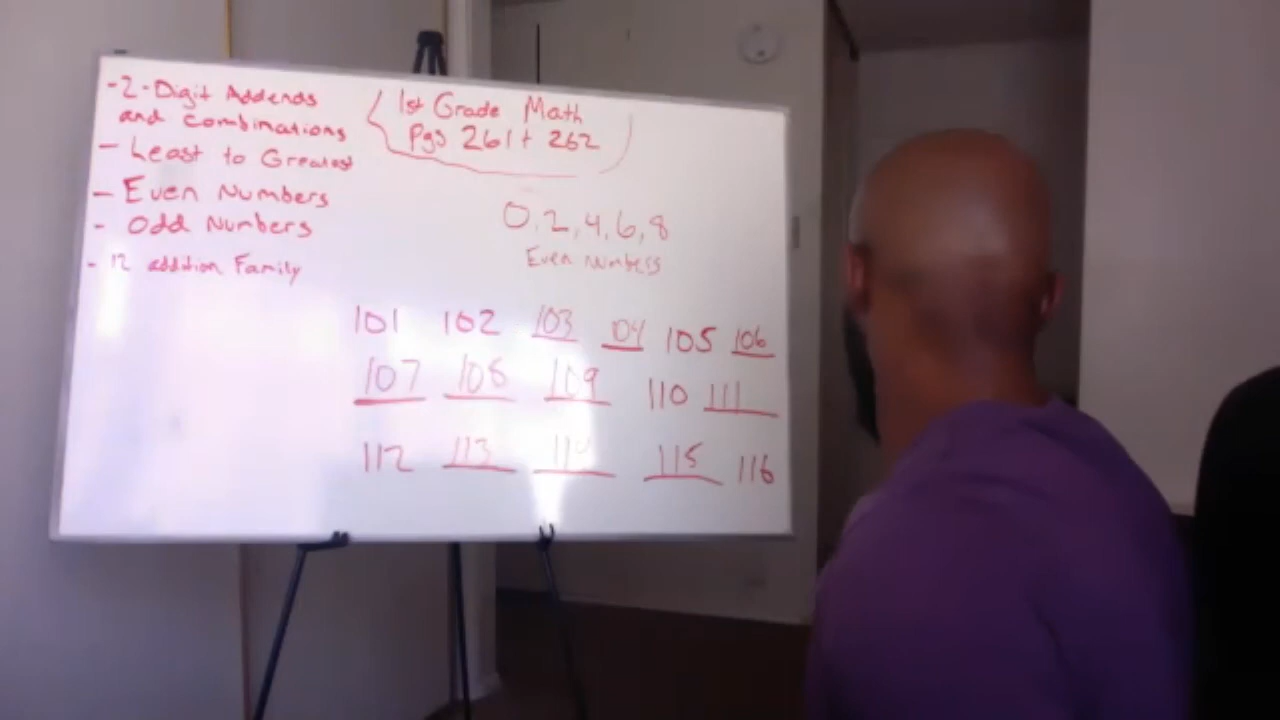 - 2-Digit Addends
and Combinations
- Least to Greatest
- Even Numbers
- Odd Numbers
- 12 addition Family
1st Grade Math
Pgs 261 + 262
0, 2, 4, 6, 8
Even Numbers
101 102 103 104 105 106
107 108 109 110 111
112 113 115 116